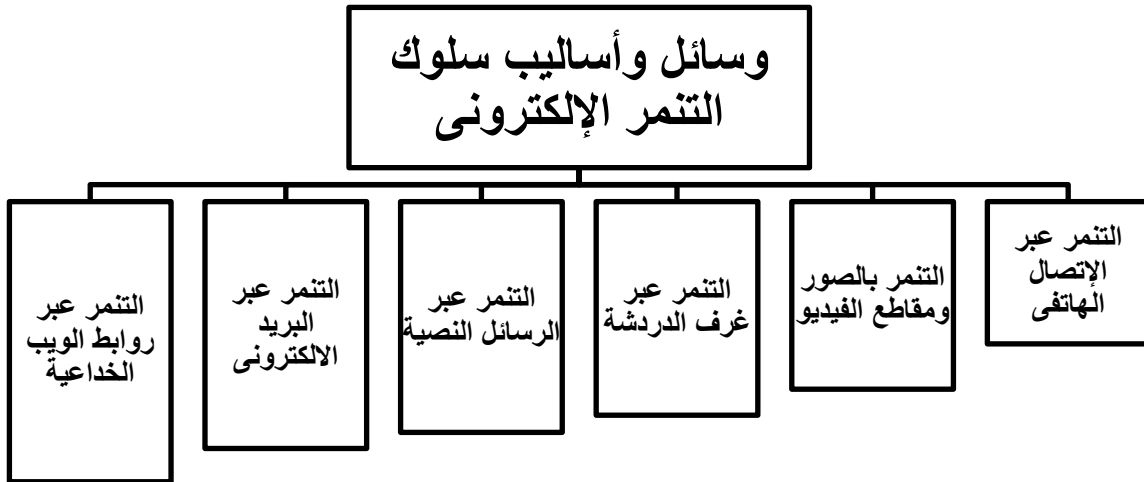 وسائل وأساليب سلوك
التنمر الإلكترونى
التنمر عبر
الإتصال
الهاتفى
التنمر بالصور
ومقاطع الفيديو
التنمر عبر
غرف الدردشة
التنمر عبر
الرسائل النصية
التنمر عبر
البريد
الالكترونى
التنمر عبر
روابط الويب
الخداعية